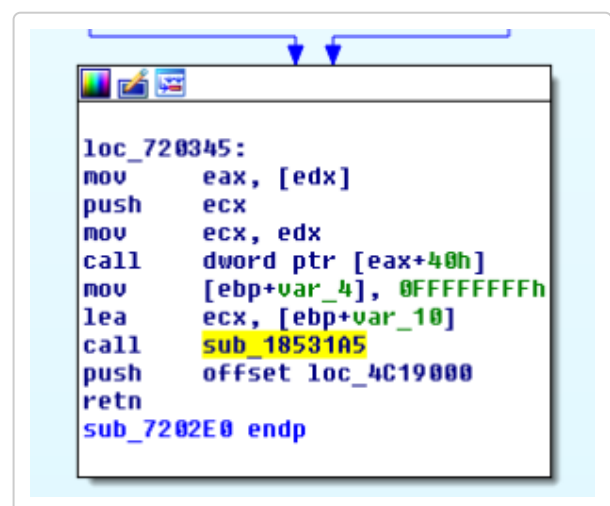 loc_720345:
mov eax, [edx]
push ecx
mov ecx, edx
call dword ptr [eax+40h]
mov [ebp+var_4], 0FFFFFFFFh
lea ecx, [ebp+var_10]
call sub_18531A5
push offset loc_4C19000
retn
sub_7202E0 endp